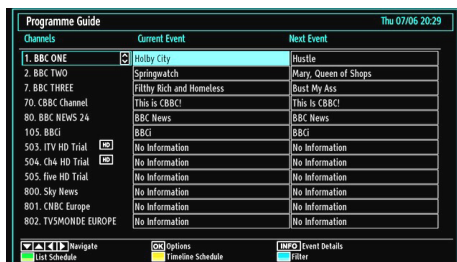 Programme Guide Thu 07/06 20:29
Channels Current Event Next Event
1. BBC ONE Holby City Hustle
2. BBC TWO Springwatch Mary, Queen of Shops
7. BBC THREE Filthy Rich and Homeless Bust My Ass
70. CBBC Channel This is CBBC! This Is CBBC!
80. BBC NEWS 24 BBC News BBC News
105. BBCi BBCi BBCi
503. ITV HD Trial HD No Information No Information
504. Ch4 HD Trial HD No Information No Information
505. five HD Trial No Information No Information
800. Sky News No Information No Information
801. CNBC Europe No Information No Information
802. TV5MONDE EUROPE No Information No Information
Navigate OK Options INFO Event Details
List Schedule Timeline Schedule Filter